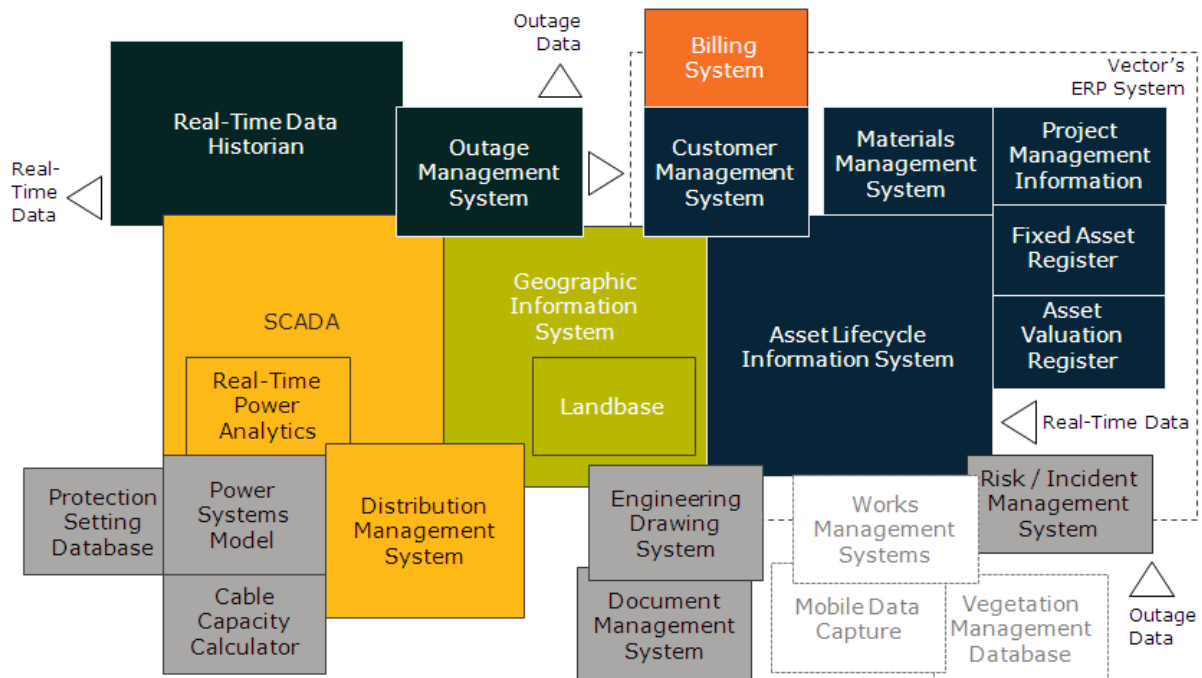 Outage
Data
Billing
System
Vector's
ERP System
Real-Time Data
Historian
Outage
Management
System
Customer
Management
System
Materials
Management
System
Project
Management
Information
Real-
Time
Data
Fixed Asset
Register
SCADA
Geographic
Information
System
Asset Lifecycle
Information System
Asset
Valuation
Register
Real-Time
Power
Analytics
Landbase
Real-Time Data
Protection
Setting
Database
Power
Systems
Model
Distribution
Management
System
Engineering
Drawing
System
Works
Management
Systems
Risk / Incident
Management
System
Cable
Capacity
Calculator
Document
Management
System
Mobile Data
Capture
Vegetation
Management
Database
Outage
Data